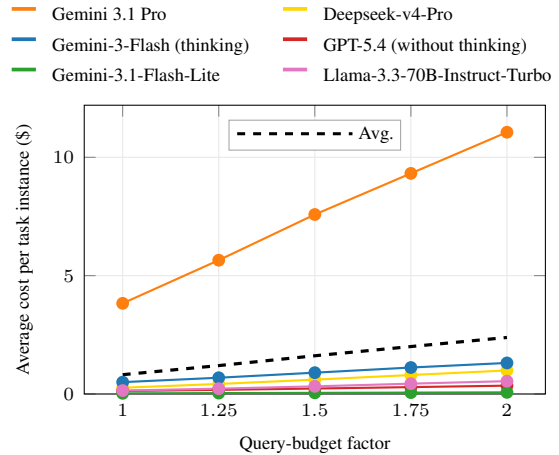 Gemini 3.1 Pro
Deepseek-v4-Pro
Gemini-3-Flash (thinking)
GPT-5.4 (without thinking)
Gemini-3.1-Flash-Lite
Llama-3.3-70B-Instruct-Turbo
Avg.
Average cost per task instance ($)
10
5
0
1
1.25
1.5
1.75
2
Query-budget factor